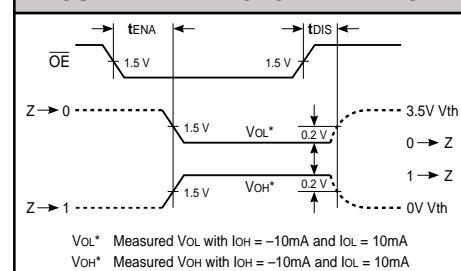 tENA
tDIS
OE
1.5 V
1.5 V
Z → 0
3.5V Vth
1.5 V
VOL*
0.2 V
0 → Z
1 → Z
1.5 V
VOH*
0.2 V
Z → 1
0V Vth
VOL* Measured VOL with IOH = –10mA and IOL = 10mA
VOH* Measured VOH with IOH = –10mA and IOL = 10mA